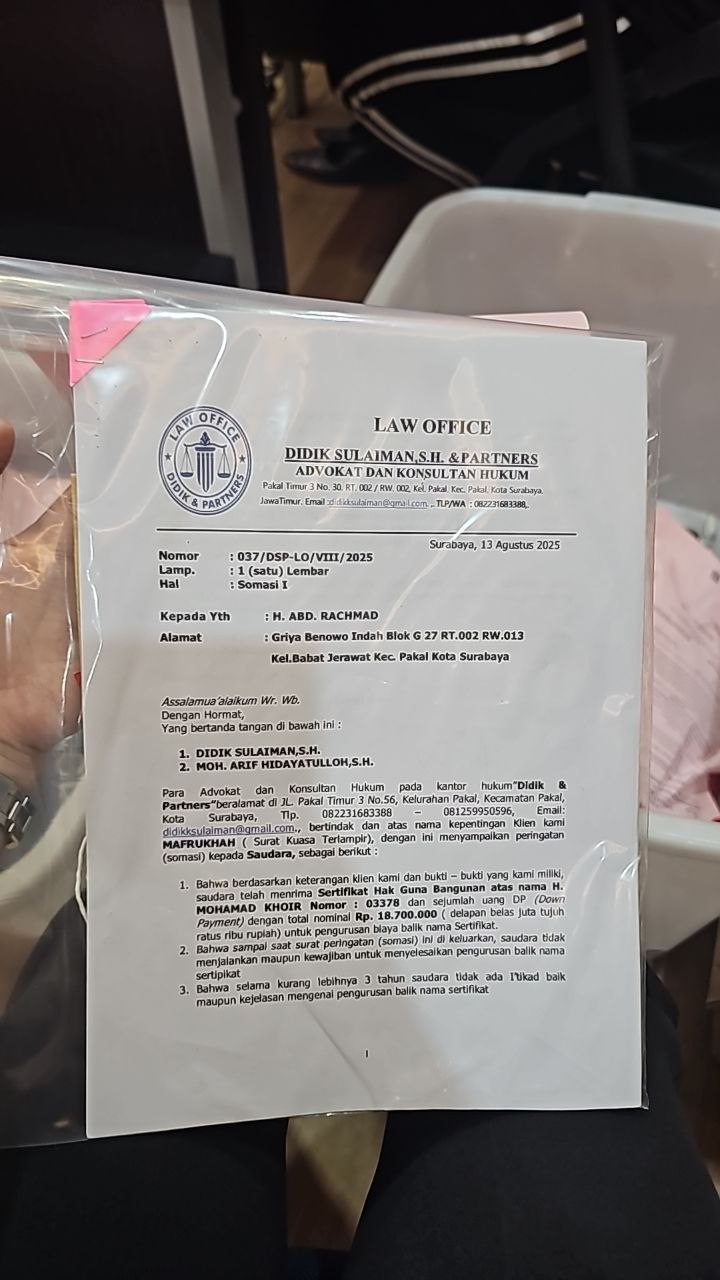 LAW OFFICE
DIDIK & PARTNERS
LAW OFFICE
DIDIK SULAIMAN,S.H. &PARTNERS
ADVOKAT DAN KONSULTAN HUKUM
Pakal Timur 3 No. 30. RT. 002 / RW. 002, Kel. Pakal, Kec. Pakal, Kota Surabaya,
JawaTimur. Email :didikksulaiman@gmail.com, . TLP/WA : 082231683388,.
Surabaya, 13 Agustus 2025
Nomor : 037/DSP-LO/VIII/2025
Lamp. : 1 (satu) Lembar
Hal : Somasi I
Kepada Yth : H. ABD. RACHMAD
Alamat : Griya Benowo Indah Blok G 27 RT.002 RW.013
Kel.Babat Jerawat Kec. Pakal Kota Surabaya
Assalamua'alaikum Wr. Wb.
Dengan Hormat,
Yang bertanda tangan di bawah ini :
1. DIDIK SULAIMAN,S.H.
2. MOH. ARIF HIDAYATULLOH,S.H.
Para Advokat dan Konsultan Hukum pada kantor hukum"Didik &
Partners"beralamat di JL. Pakal Timur 3 No.56, Kelurahan Pakal, Kecamatan Pakal,
Kota Surabaya, Tlp. 082231683388 – 081259950596, Email:
didikksulaiman@gmail.com., bertindak dan atas nama kepentingan Klien kami
MAFRUKHAH ( Surat Kuasa Terlampir), dengan ini menyampaikan peringatan
(somasi) kepada Saudara, sebagai berikut :
1. Bahwa berdasarkan keterangan klien kami dan bukti – bukti yang kami miliki,
saudara telah menrima Sertifikat Hak Guna Bangunan atas nama H.
MOHAMAD KHOIR Nomor : 03378 dan sejumlah uang DP (Down
Payment) dengan total nominal Rp. 18.700.000 ( delapan belas juta tujuh
ratus ribu rupiah) untuk pengurusan biaya balik nama Sertifikat.
2. Bahwa sampai saat surat peringatan (somasi) ini di keluarkan, saudara tidak
menjalankan maupun kewajiban untuk menyelesaikan pengurusan balik nama
sertipikat
3. Bahwa selama kurang lebihnya 3 tahun saudara tidak ada I'tikad baik
maupun kejelasan mengenai pengurusan balik nama sertifikat
1